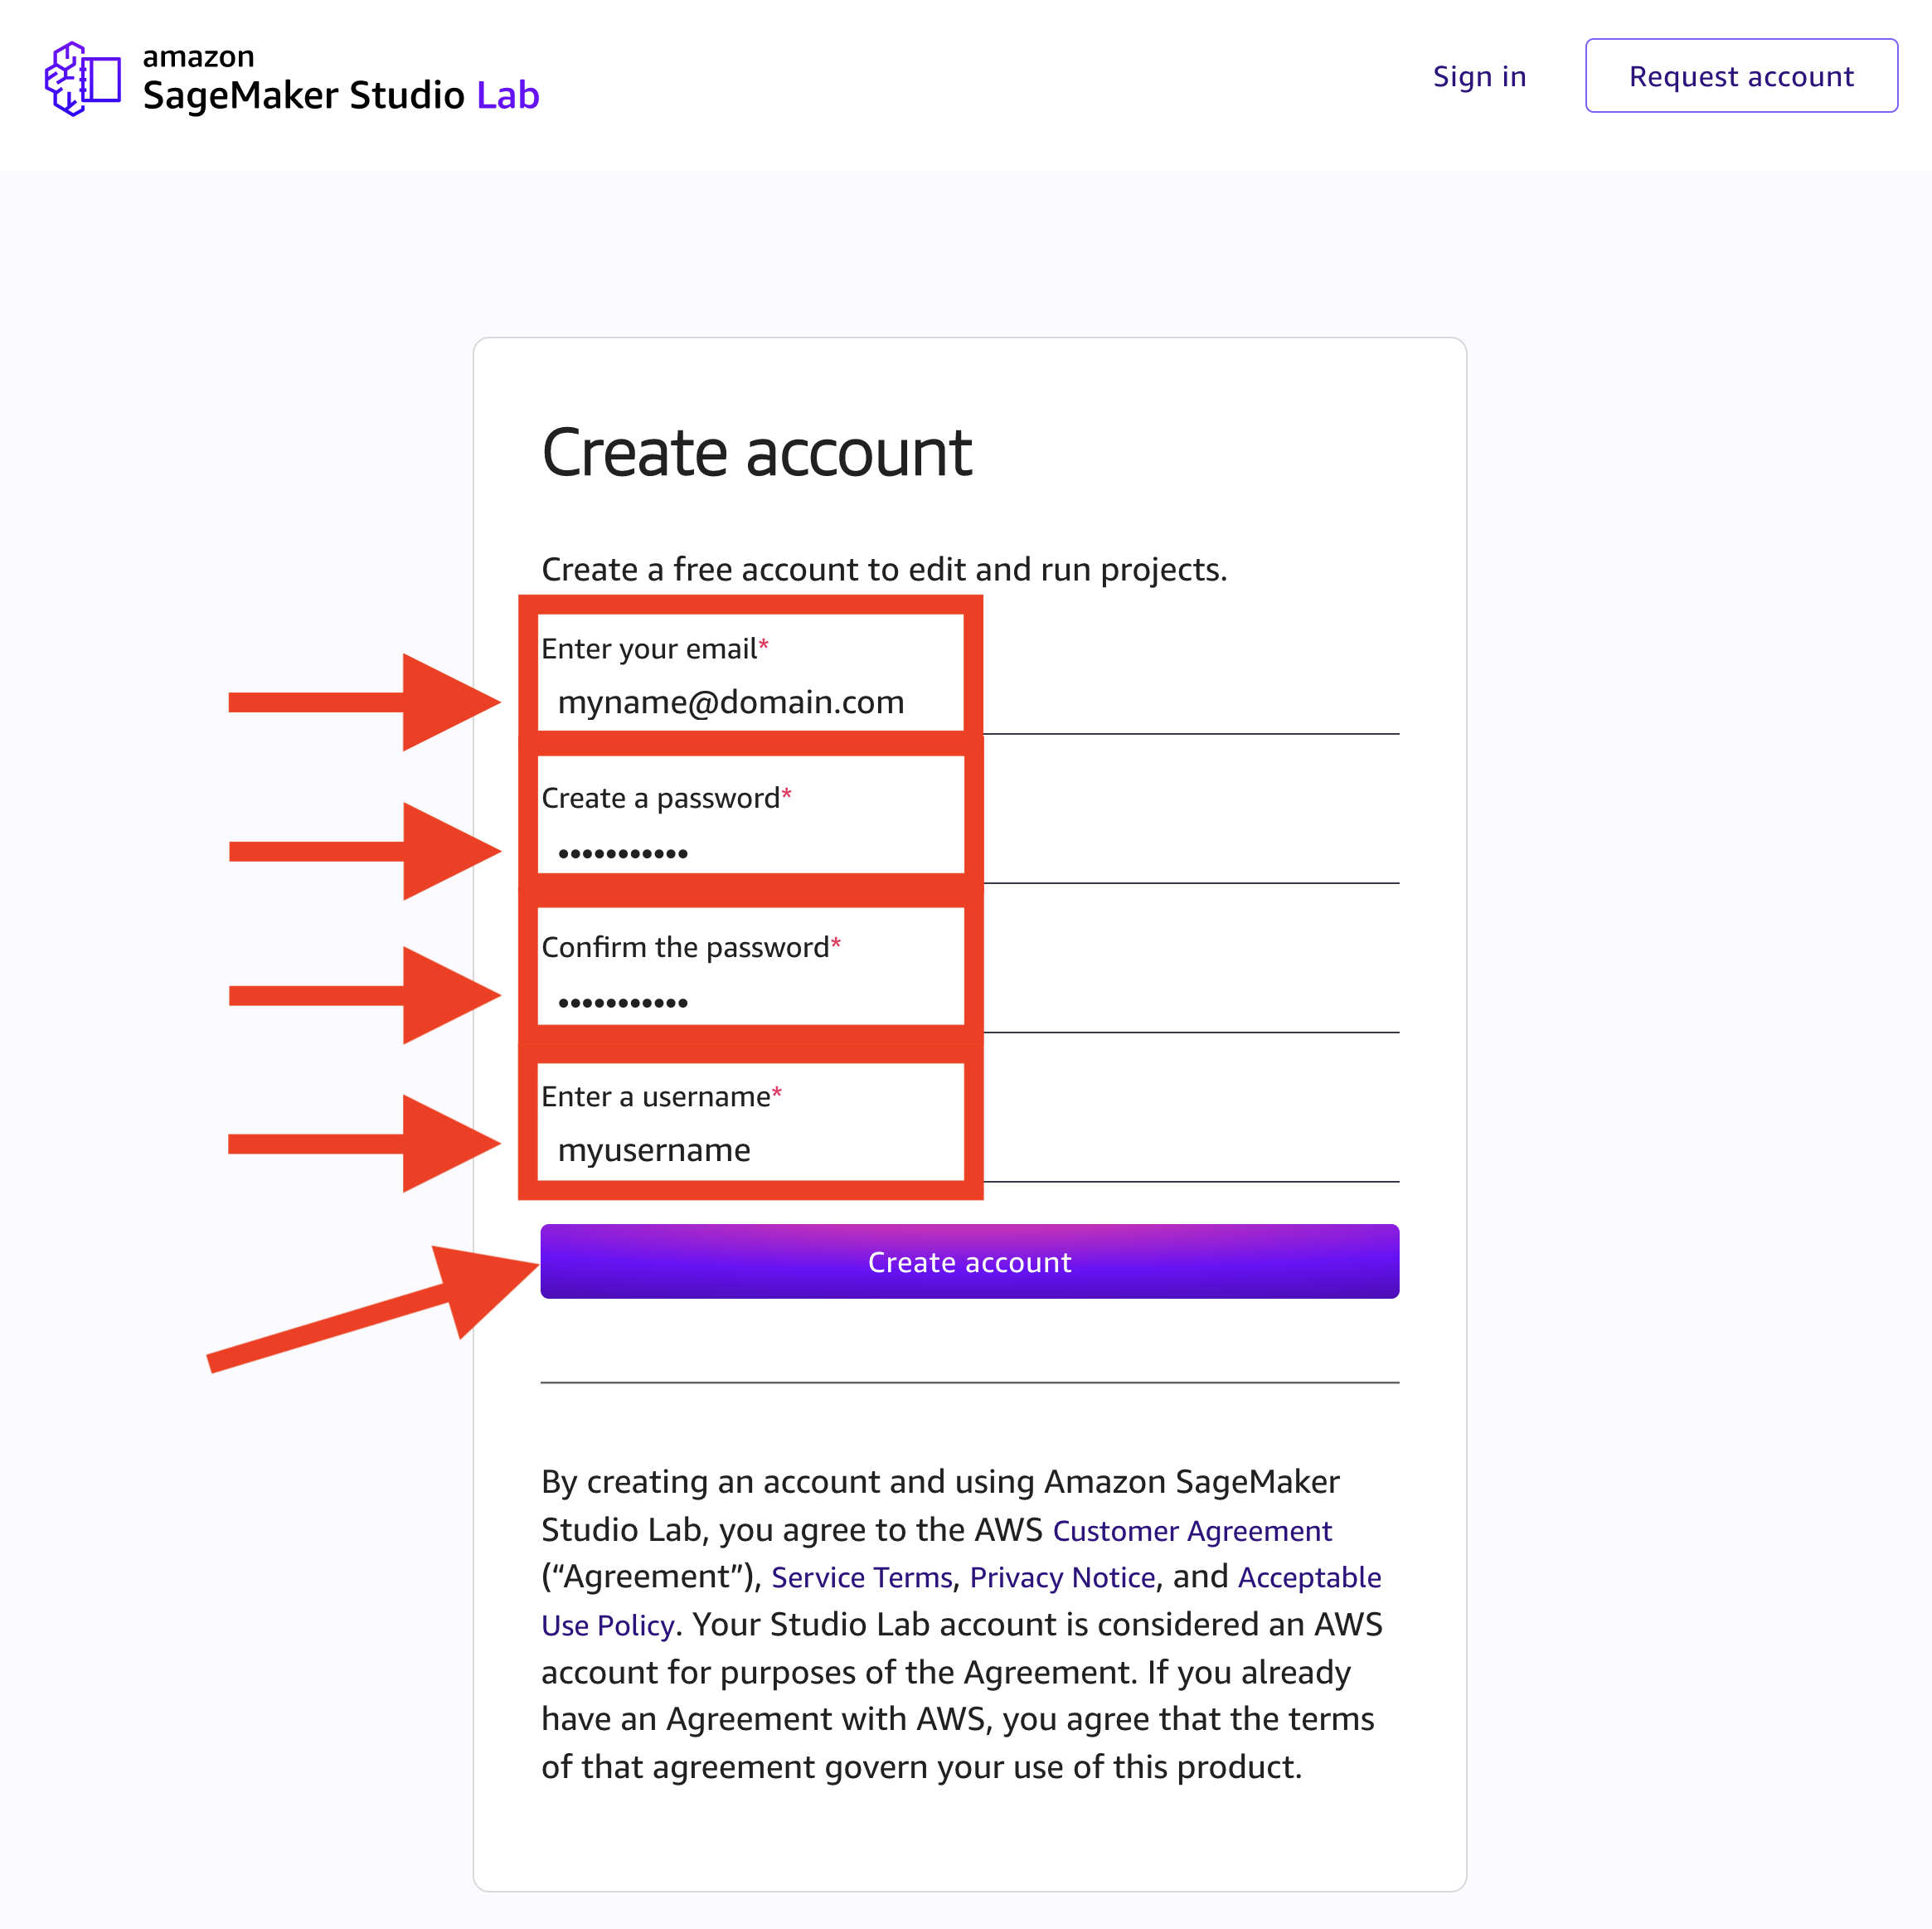 amazon
SageMaker Studio Lab
Sign in
Request account
Create account
Create a free account to edit and run projects.
Enter your email*
myname@domain.com
Create a password*
•••••••••••
Confirm the password*
•••••••••••
Enter a username*
myusername
Create account
By creating an account and using Amazon SageMaker
Studio Lab, you agree to the AWS Customer Agreement
(“Agreement”), Service Terms, Privacy Notice, and Acceptable
Use Policy. Your Studio Lab account is considered an AWS
account for purposes of the Agreement. If you already
have an Agreement with AWS, you agree that the terms
of that agreement govern your use of this product.